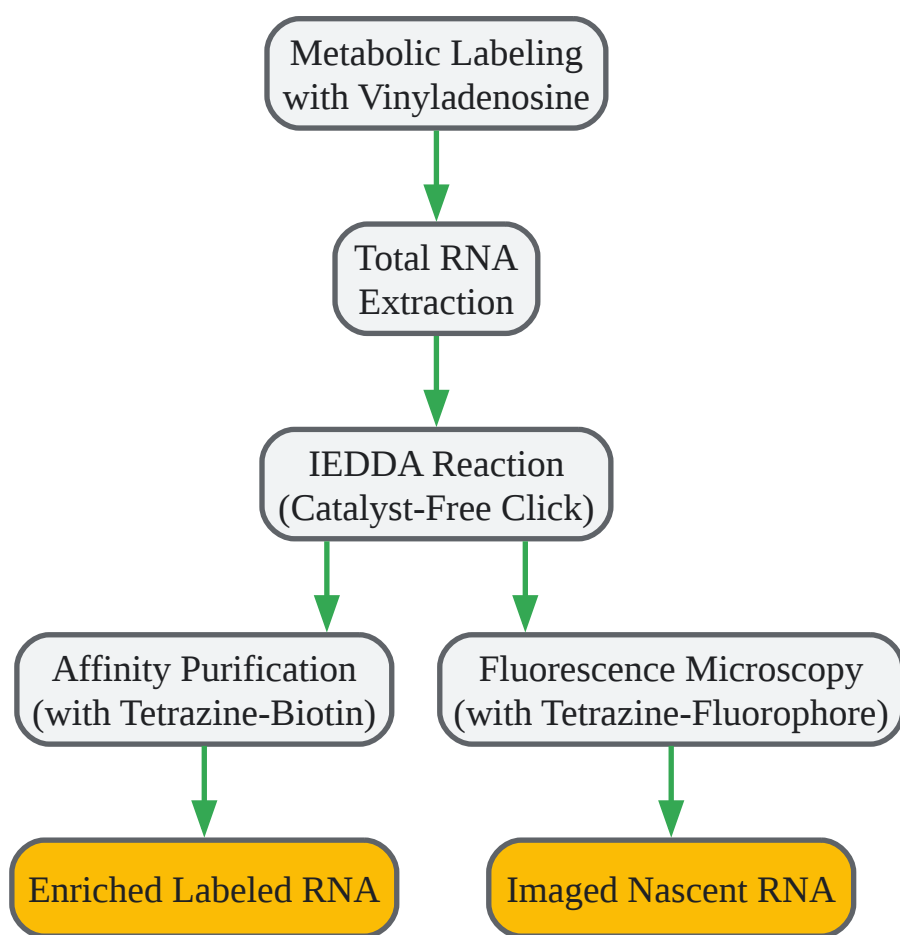 Metabolic Labeling
with Vinyladenosine
Total RNA
Extraction
IEDDA Reaction
(Catalyst-Free Click)
Affinity Purification
(with Tetrazine-Biotin)
Fluorescence Microscopy
(with Tetrazine-Fluorophore)
Enriched Labeled RNA
Imaged Nascent RNA